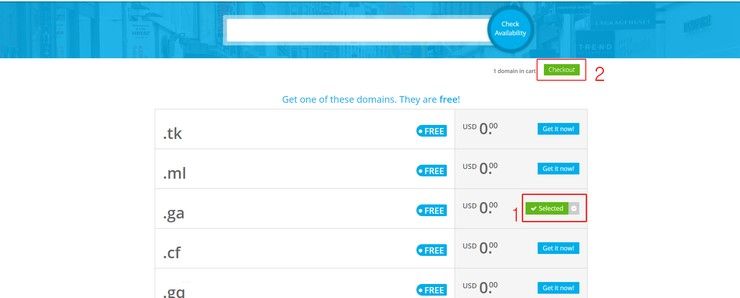 Check
Availability
TREND
1 domain in cart
Checkout
2
Get one of these domains. They are free!
.tk
FREE
USD 0.00
Get it now!
.ml
FREE
USD 0.00
Get it now!
.ga
FREE
USD 0.00
1
Selected
.cf
FREE
USD 0.00
Get it now!
.gq
FREE
USD 0.00
Get it now!